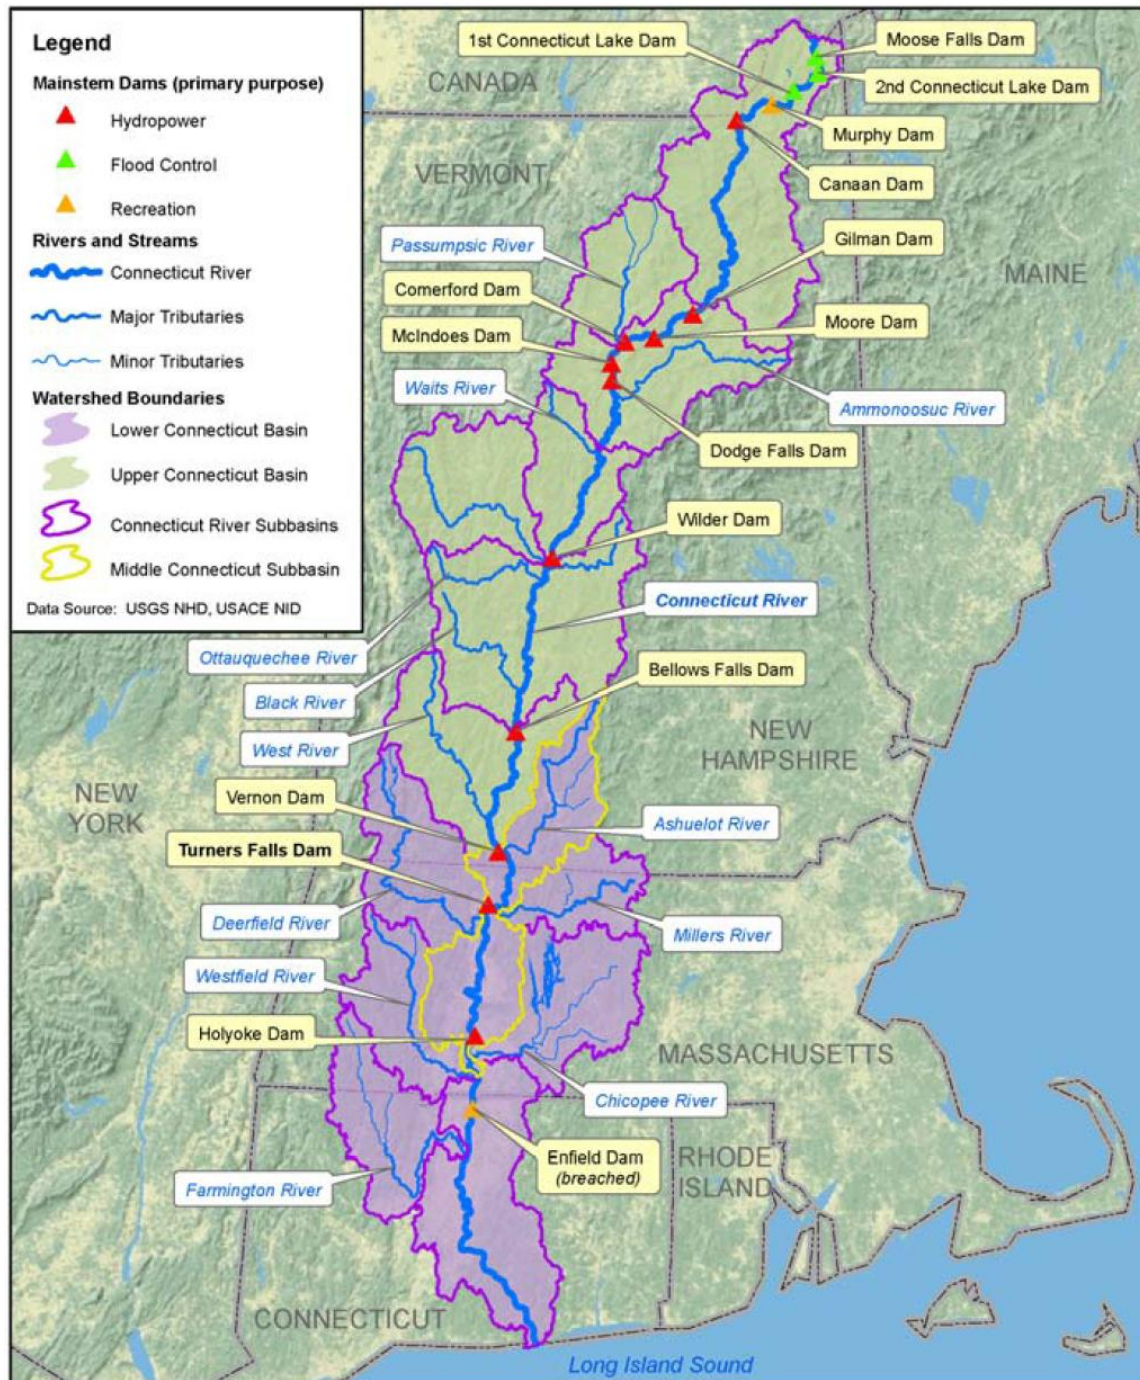 Legend
Mainstem Dams (primary purpose)
Hydropower
Flood Control
Recreation
Rivers and Streams
Connecticut River
Major Tributaries
Minor Tributaries
Watershed Boundaries
Lower Connecticut Basin
Upper Connecticut Basin
Connecticut River Subbasins
Middle Connecticut Subbasin
Data Source: USGS NHD, USACE NID
1st Connecticut Lake Dam
Moose Falls Dam
CANADA
2nd Connecticut Lake Dam
Murphy Dam
VERMONT
Canaan Dam
Passumpsic River
Gilman Dam
MAINE
Comerford Dam
Moore Dam
McIndoes Dam
Waits River
Ammonoosuc River
Dodge Falls Dam
Wilder Dam
Connecticut River
Ottauquechee River
Bellows Falls Dam
Black River
West River
NEW
HAMPSHIRE
NEW
YORK
Vernon Dam
Ashuelot River
Turners Falls Dam
Deerfield River
Millers River
Westfield River
Holyoke Dam
MASSACHUSETTS
Chicopee River
Enfield Dam
(breached)
RHODE
ISLAND
Farmington River
CONNECTICUT
Long Island Sound